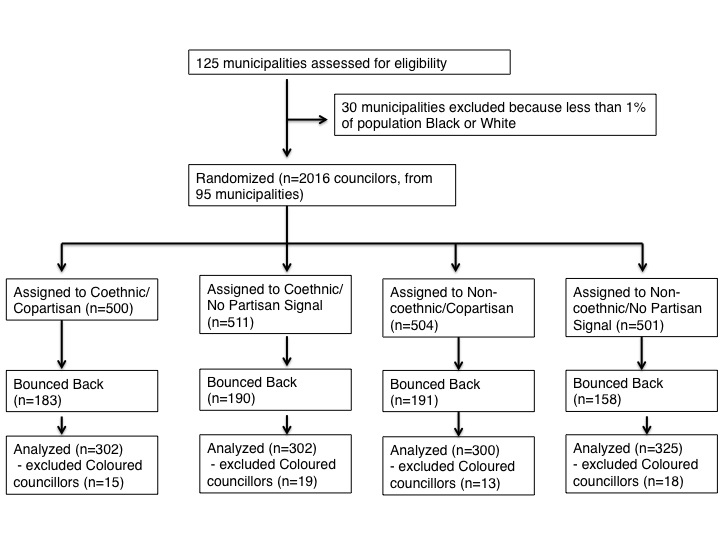 125 municipalities assessed for eligibility
30 municipalities excluded because less than 1%
of population Black or White
Randomized (n=2016 councilors, from
95 municipalities)
Assigned to Coethnic/
Copartisan (n=500)
Assigned to Coethnic/
No Partisan Signal
(n=511)
Assigned to Non-
coethnic/Copartisan
(n=504)
Assigned to Non-
coethnic/No Partisan
Signal (n=501)
Bounced Back
(n=183)
Bounced Back
(n=190)
Bounced Back
(n=191)
Bounced Back
(n=158)
Analyzed (n=302)
- excluded Coloured
councillors (n=15)
Analyzed (n=302)
- excluded Coloured
councillors (n=19)
Analyzed (n=300)
- excluded Coloured
councillors (n=13)
Analyzed (n=325)
- excluded Coloured
councillors (n=18)